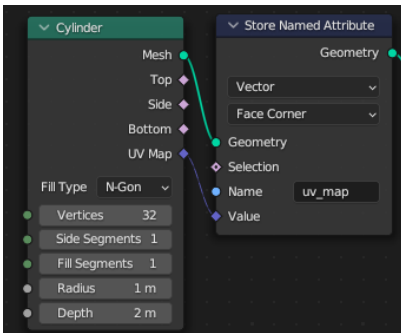 Cylinder
Mesh
Top
Side
Bottom
UV Map
Fill Type N-Gon
Vertices 32
Side Segments 1
Fill Segments 1
Radius 1 m
Depth 2 m
Store Named Attribute
Geometry
Vector
Face Corner
Geometry
Selection
Name uv_map
Value